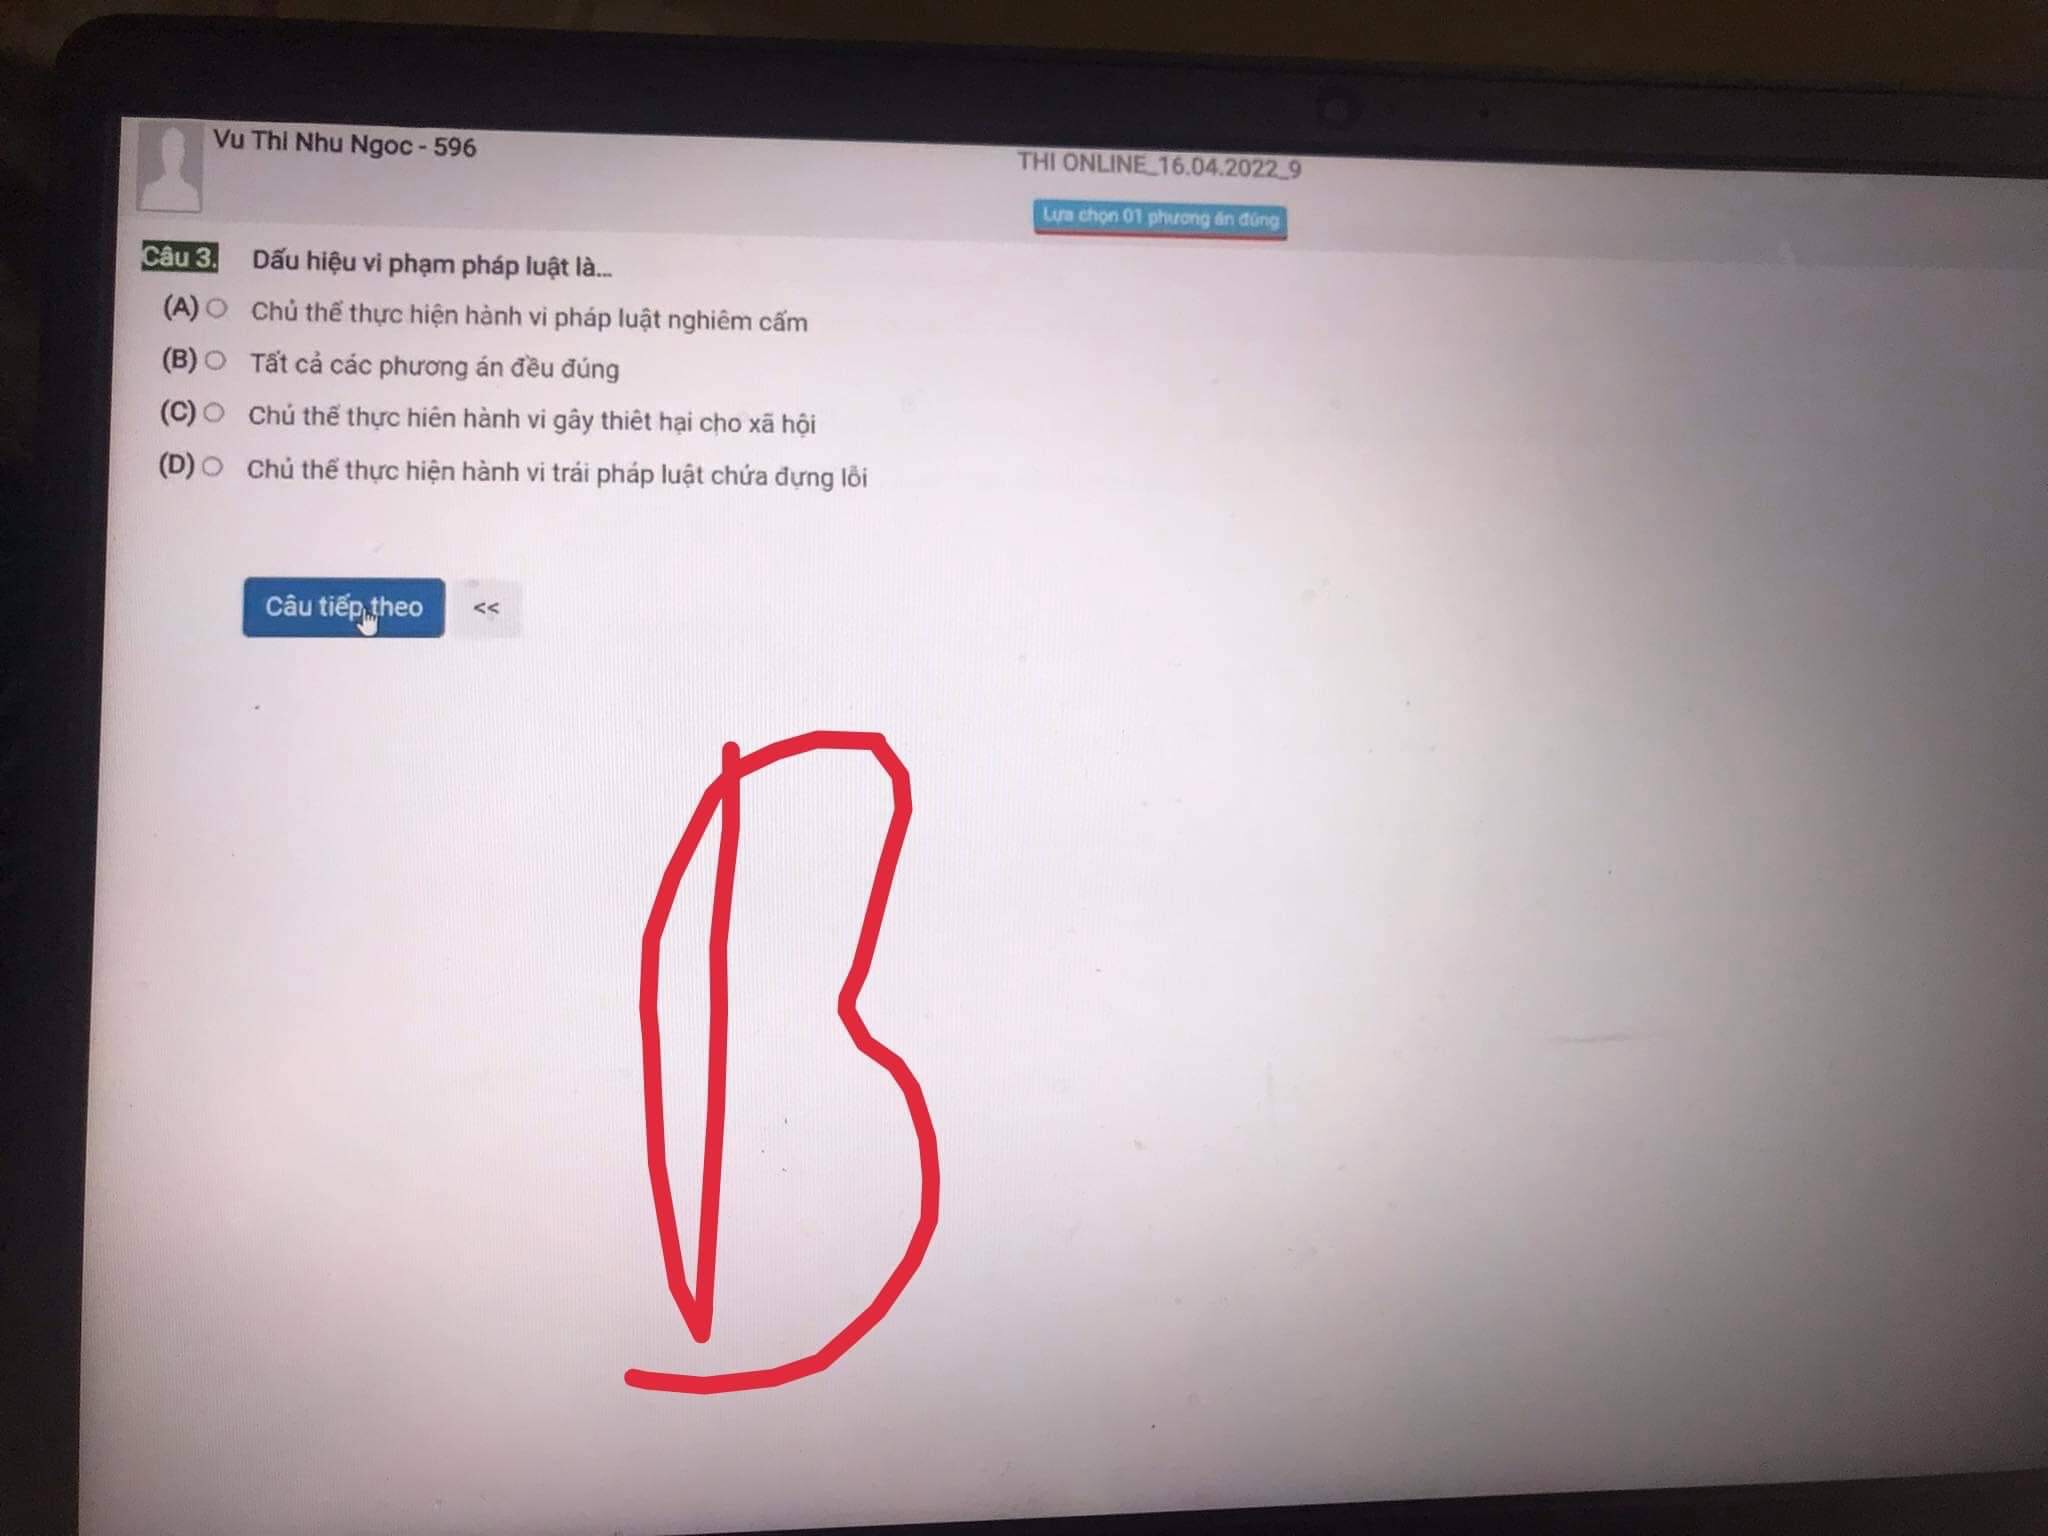 Vu Thi Nhu Ngoc - 596
THI ONLINE_16.04.2022_9
Lựa chọn 01 phương án đúng
Câu 3. Dấu hiệu vi phạm pháp luật là...
(A) Chủ thể thực hiện hành vi pháp luật nghiêm cấm
(B) Tất cả các phương án đều đúng
(C) Chủ thể thực hiên hành vi gây thiêt hại cho xã hội
(D) Chủ thể thực hiện hành vi trái pháp luật chứa đựng lỗi
Câu tiếp theo <<
B